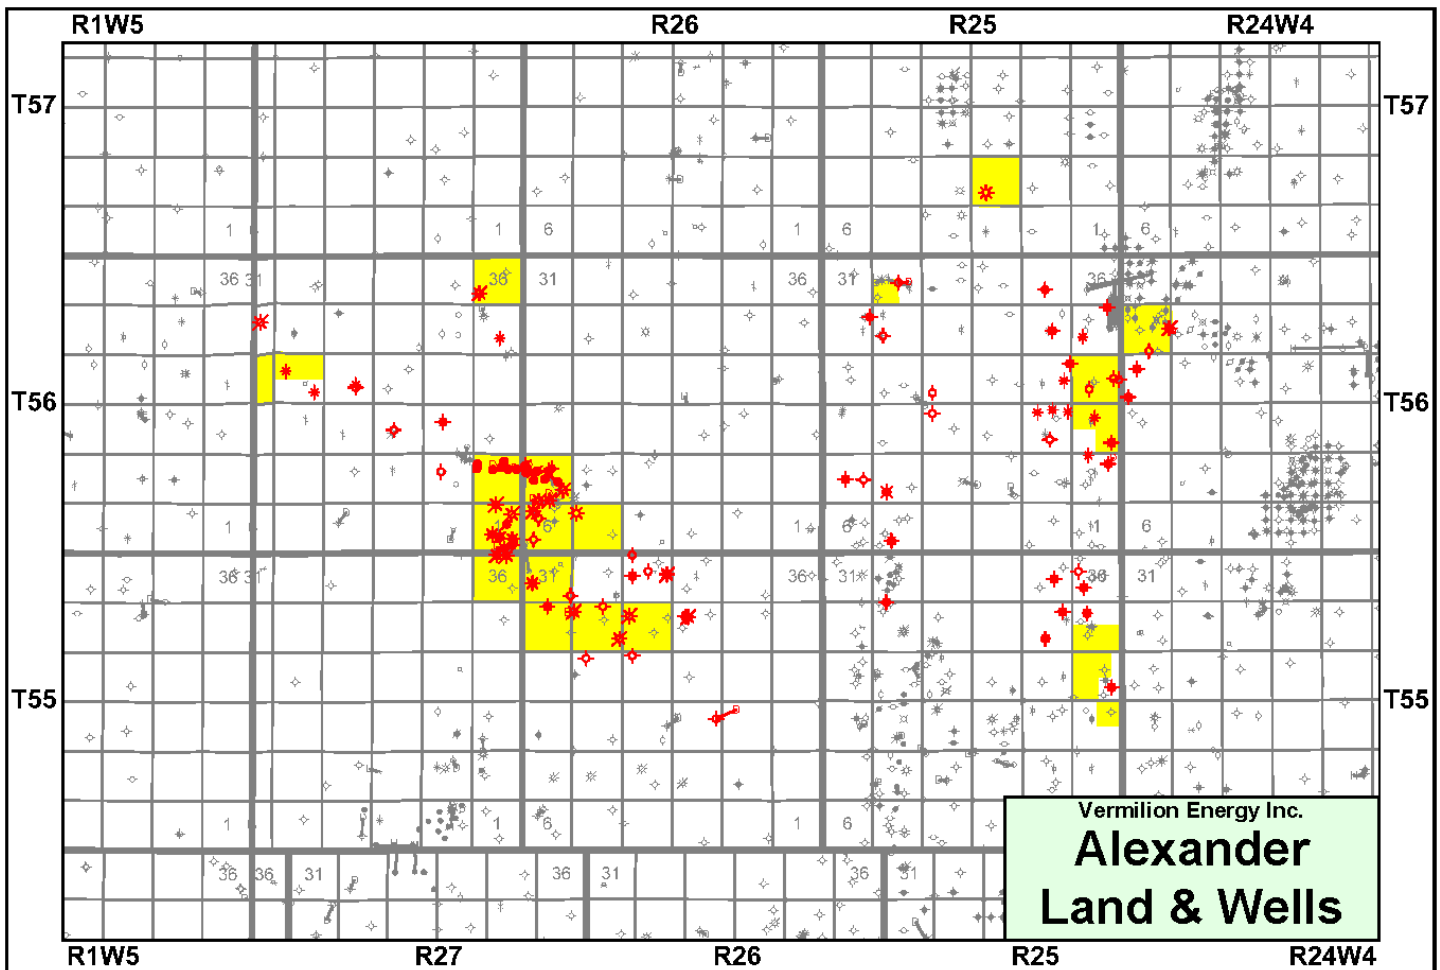 R1W5 R26 R25 R24W4
T57 T57
1 1 6 1 6 1 6
36 31 36 31 36 31 36
T56 T56
1 1 6 1 6 1 6
36 31 36 31 36 31 36 31
T55 T55
1 1 6 1 6
Vermilion Energy Inc.
Alexander
Land & Wells
36 36 31 36 31 36 31
R1W5 R27 R26 R25 R24W4